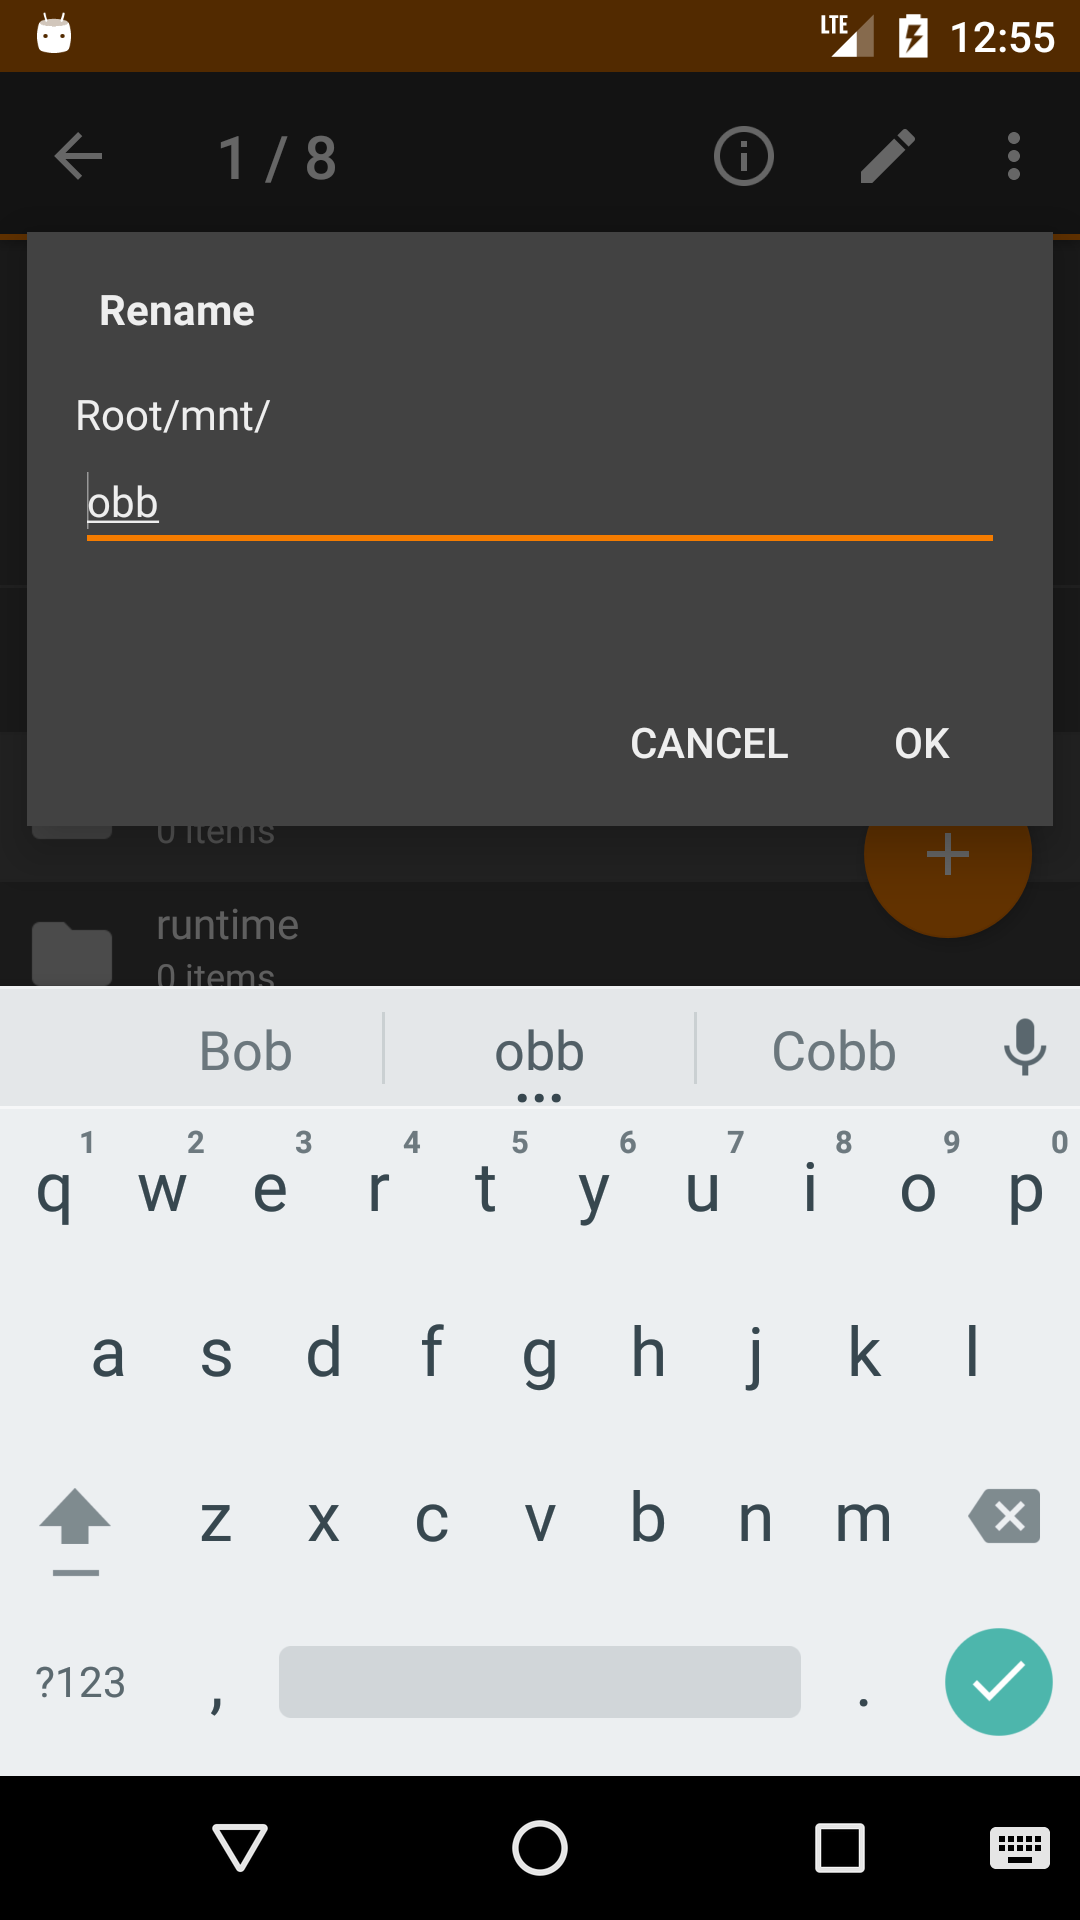 LTE 12:55
1 / 8
Rename
Root/mnt/
obb
CANCEL OK
0 items
runtime
0 items
Bob obb Cobb
1 2 3 4 5 6 7 8 9 0
q w e r t y u i o p
a s d f g h j k l
z x c v b n m
?123 , .